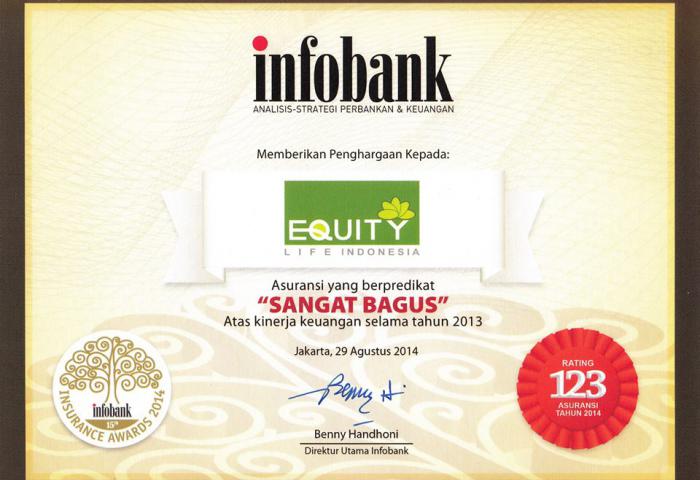 infobank
ANALISIS-STRATEGI PERBANKAN & KEUANGAN
Memberikan Penghargaan Kepada:
EQUITY
LIFE INDONESIA
Asuransi yang berpredikat
“SANGAT BAGUS”
Atas kinerja keuangan selama tahun 2013
Jakarta, 29 Agustus 2014
Benny H
Benny Handhoni
Direktur Utama Infobank
infobank
15th
INSURANCE AWARDS 2014
RATING
123
ASURANSI
TAHUN 2014